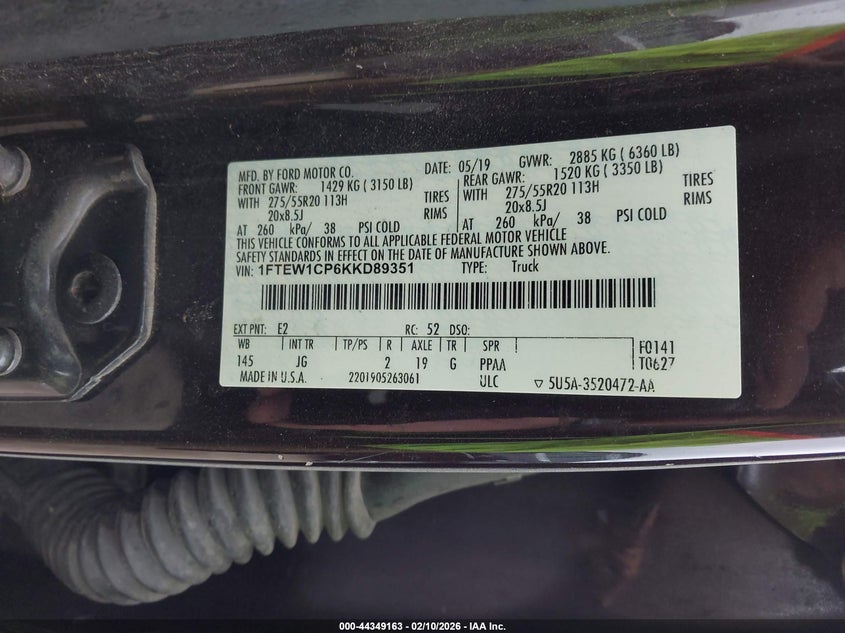 MFD. BY FORD MOTOR CO. DATE: 05/19 GVWR: 2885 KG ( 6360 LB)
FRONT GAWR: 1429 KG ( 3150 LB) REAR GAWR: 1520 KG ( 3350 LB)
WITH 275/55R20 113H TIRES WITH 275/55R20 113H TIRES
20x8.5J RIMS 20x8.5J RIMS
AT 260 kPa/ 38 PSI COLD AT 260 kPa/ 38 PSI COLD
THIS VEHICLE CONFORMS TO ALL APPLICABLE FEDERAL MOTOR VEHICLE
SAFETY STANDARDS IN EFFECT ON THE DATE OF MANUFACTURE SHOWN ABOVE.
VIN: 1FTEW1CP6KKD89351 TYPE: Truck
EXT PNT: E2 RC: 52 DSO:
WB INT TR TP/PS R AXLE TR SPR F0141
145 JG 2 19 G PPAA T0627
MADE IN U.S.A. 2201905263061 ULC ▽ 5U5A-3520472-AA
000-44349163 - 02/10/2026 - IAA Inc.